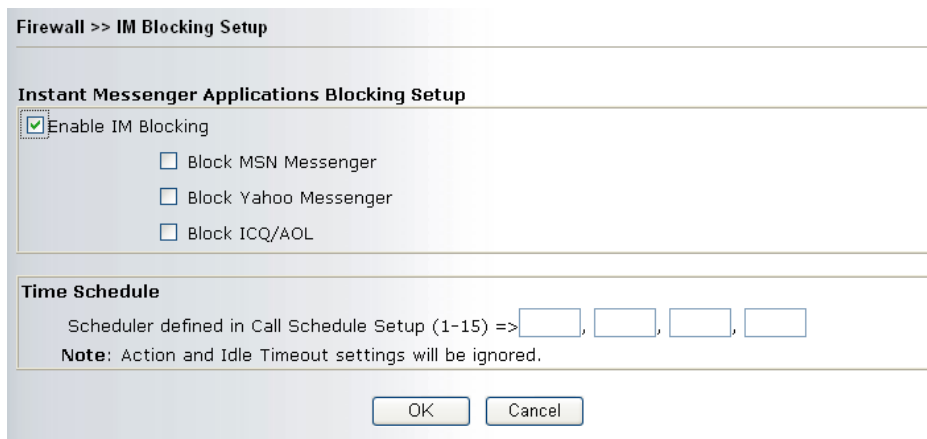 Firewall >> IM Blocking Setup
Instant Messenger Applications Blocking Setup
Enable IM Blocking
Block MSN Messenger
Block Yahoo Messenger
Block ICQ/AOL
Time Schedule
Scheduler defined in Call Schedule Setup (1-15) => , , ,
Note: Action and Idle Timeout settings will be ignored.
OK Cancel